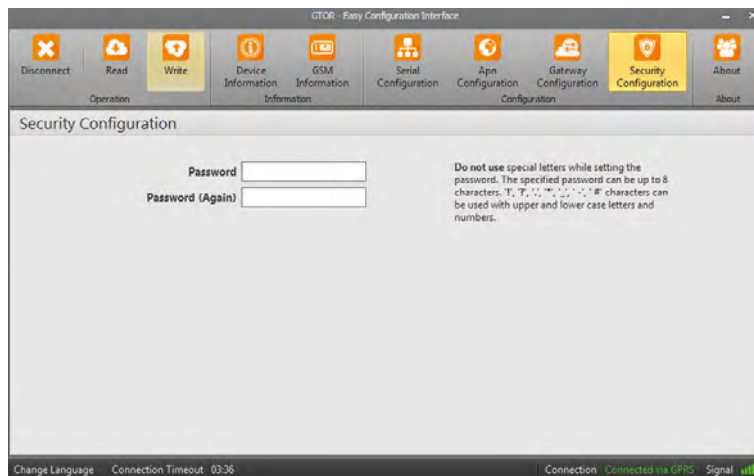 GTOR - Easy Configuration Interface
Disconnect
Read
Write
Device
Information
GSM
Information
Serial
Configuration
Apn
Configuration
Gateway
Configuration
Security
Configuration
About
Operation
Information
Configuration
About
Security Configuration
Password
Password (Again)
Do not use special letters while setting the
password. The specified password can be up to 8
characters. characters can
be used with upper and lower case letters and
numbers.
Change Language
Connection Timeout 03:36
Connection Connected via GPRS
Signal